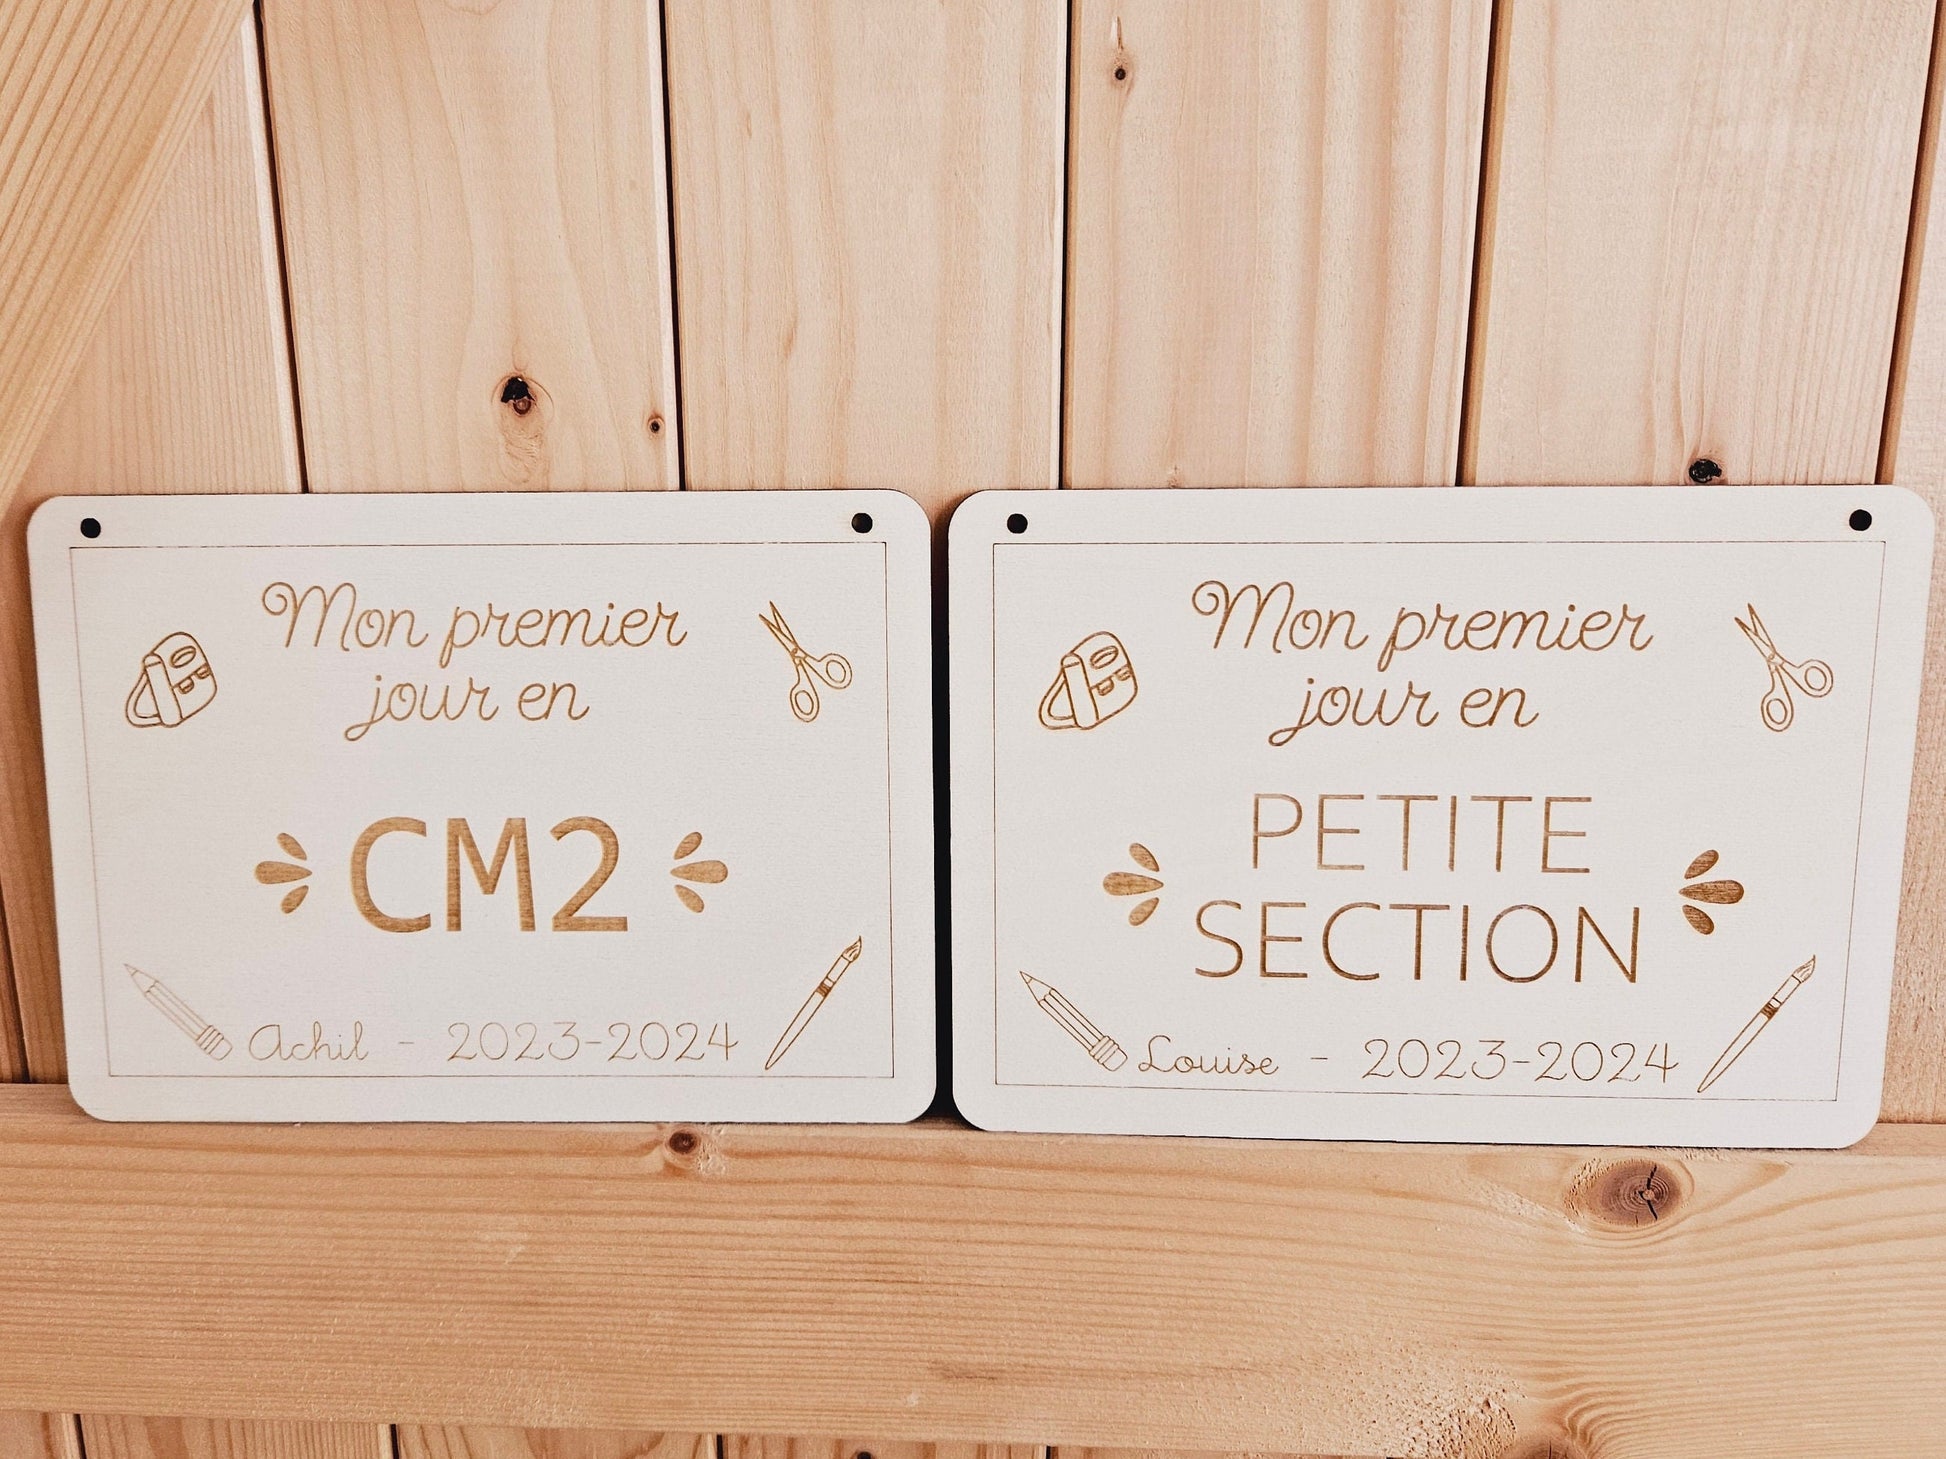 Mon premier
jour en
CM2
Achil - 2023-2024
Mon premier
jour en
PETITE
SECTION
Louise - 2023-2024